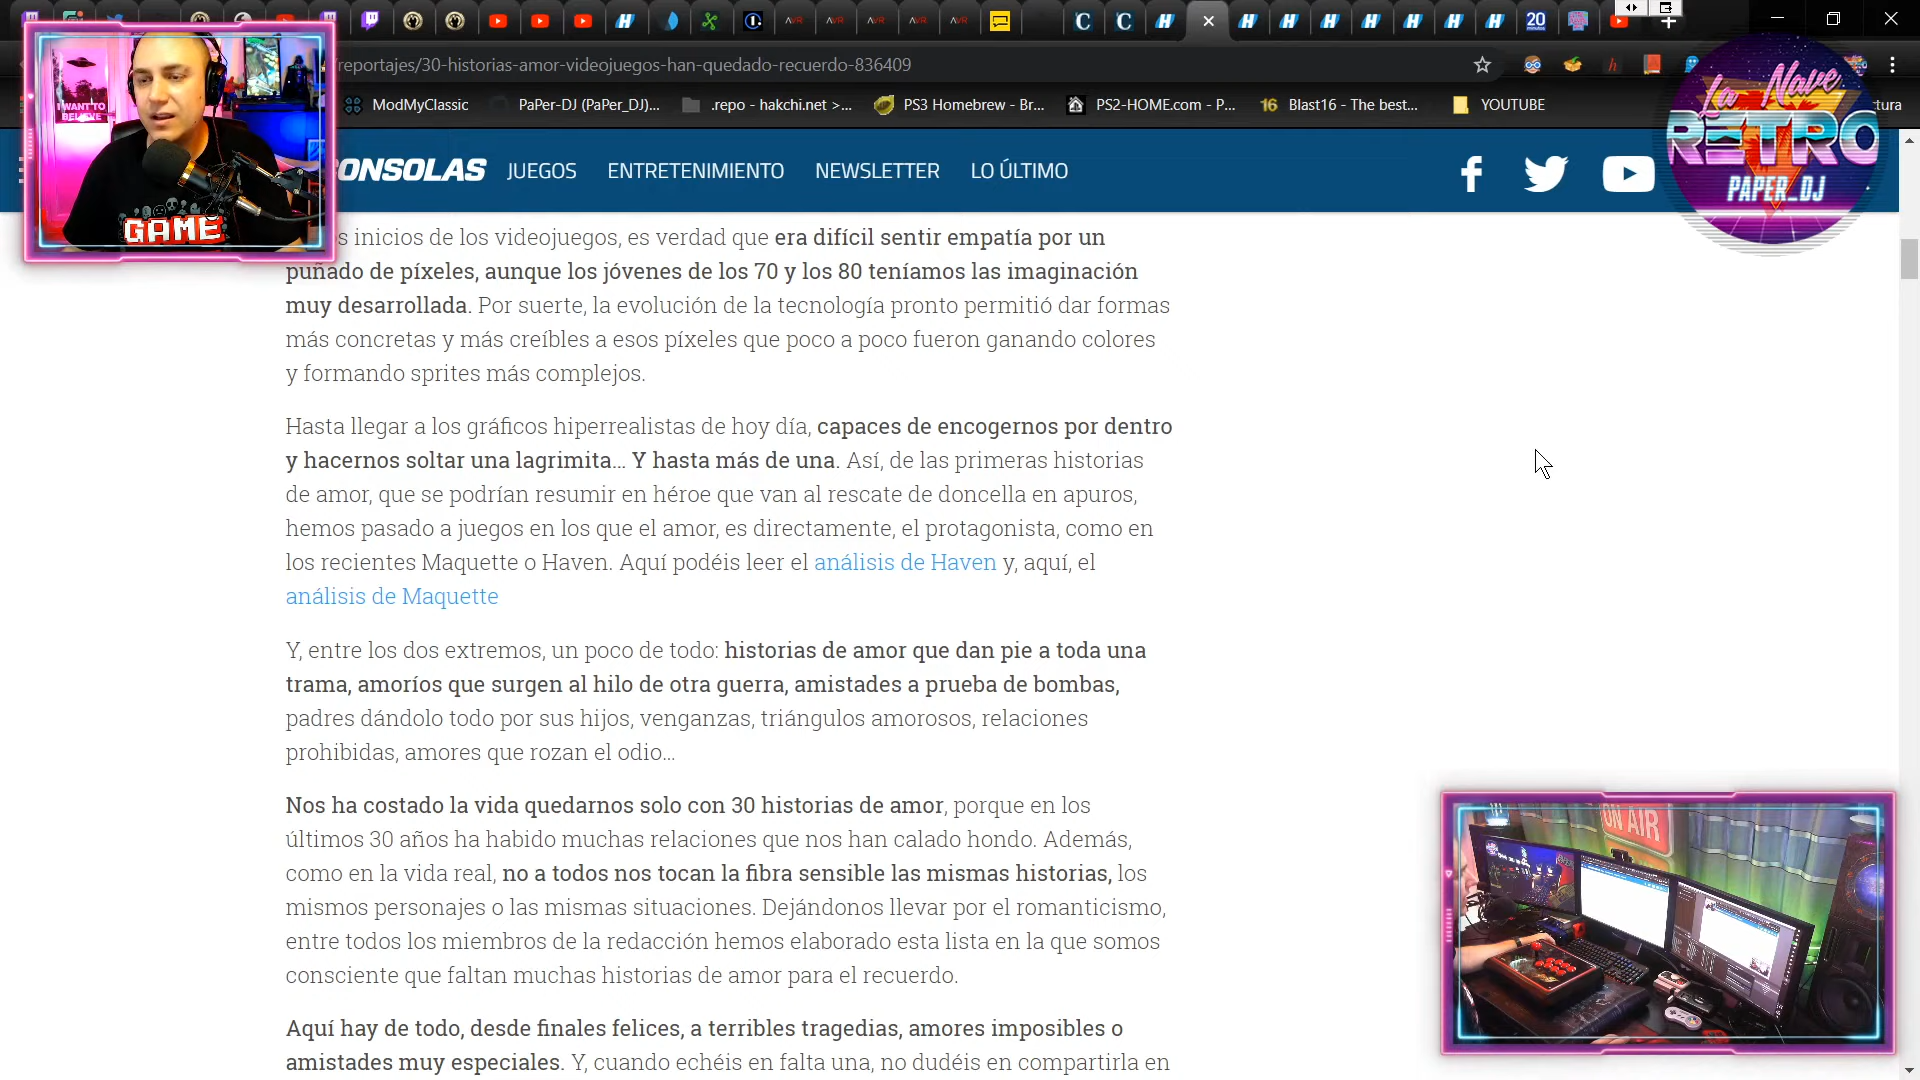 20
reportajes/30-historias-amor-videojuegos-han-quedado-recuerdo-836409
ModMyClassic
PaPer-DJ (PaPer_DJ)...
.repo - hakchi.net >...
PS3 Homebrew - Br...
PS2-HOME.com - P...
16 Blast16 - The best...
YOUTUBE
ctura
I WANT TO
BELIEVE
GAME
La Nave
RETRO
PAPER_DJ
ONSOLAS
JUEGOS
ENTRETENIMIENTO
NEWSLETTER
LO ÚLTIMO
s inicios de los videojuegos, es verdad que era difícil sentir empatía por un
puñado de píxeles, aunque los jóvenes de los 70 y los 80 teníamos las imaginación
muy desarrollada. Por suerte, la evolución de la tecnología pronto permitió dar formas
más concretas y más creíbles a esos píxeles que poco a poco fueron ganando colores
y formando sprites más complejos.
Hasta llegar a los gráficos hiperrealistas de hoy día, capaces de encogernos por dentro
y hacernos soltar una lagrimita... Y hasta más de una. Así, de las primeras historias
de amor, que se podrían resumir en héroe que van al rescate de doncella en apuros,
hemos pasado a juegos en los que el amor, es directamente, el protagonista, como en
los recientes Maquette o Haven. Aquí podéis leer el análisis de Haven y, aquí, el
análisis de Maquette
Y, entre los dos extremos, un poco de todo: historias de amor que dan pie a toda una
trama, amoríos que surgen al hilo de otra guerra, amistades a prueba de bombas,
padres dándolo todo por sus hijos, venganzas, triángulos amorosos, relaciones
prohibidas, amores que rozan el odio...
Nos ha costado la vida quedarnos solo con 30 historias de amor, porque en los
últimos 30 años ha habido muchas relaciones que nos han calado hondo. Además,
como en la vida real, no a todos nos tocan la fibra sensible las mismas historias, los
mismos personajes o las mismas situaciones. Dejándonos llevar por el romanticismo,
entre todos los miembros de la redacción hemos elaborado esta lista en la que somos
consciente que faltan muchas historias de amor para el recuerdo.
Aquí hay de todo, desde finales felices, a terribles tragedias, amores imposibles o
amistades muy especiales. Y, cuando echéis en falta una, no dudéis en compartirla en
ON AIR